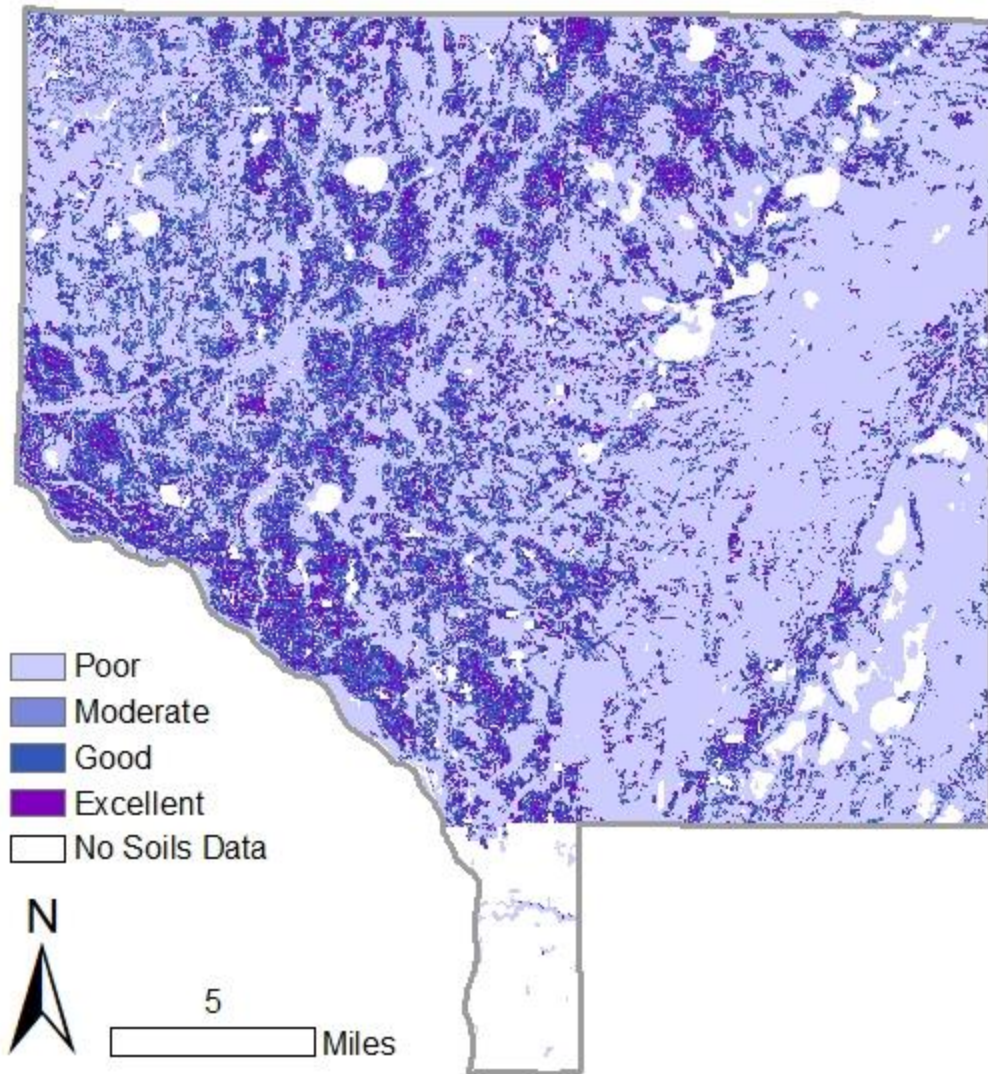 Poor
Moderate
Good
Excellent
No Soils Data
N
5
Miles